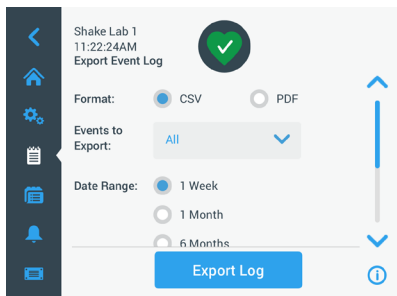 Shake Lab 1
11:22:24AM
Export Event Log
Format:
CSV
PDF
Events to
Export:
All
Date Range:
1 Week
1 Month
6 Months
Export Log